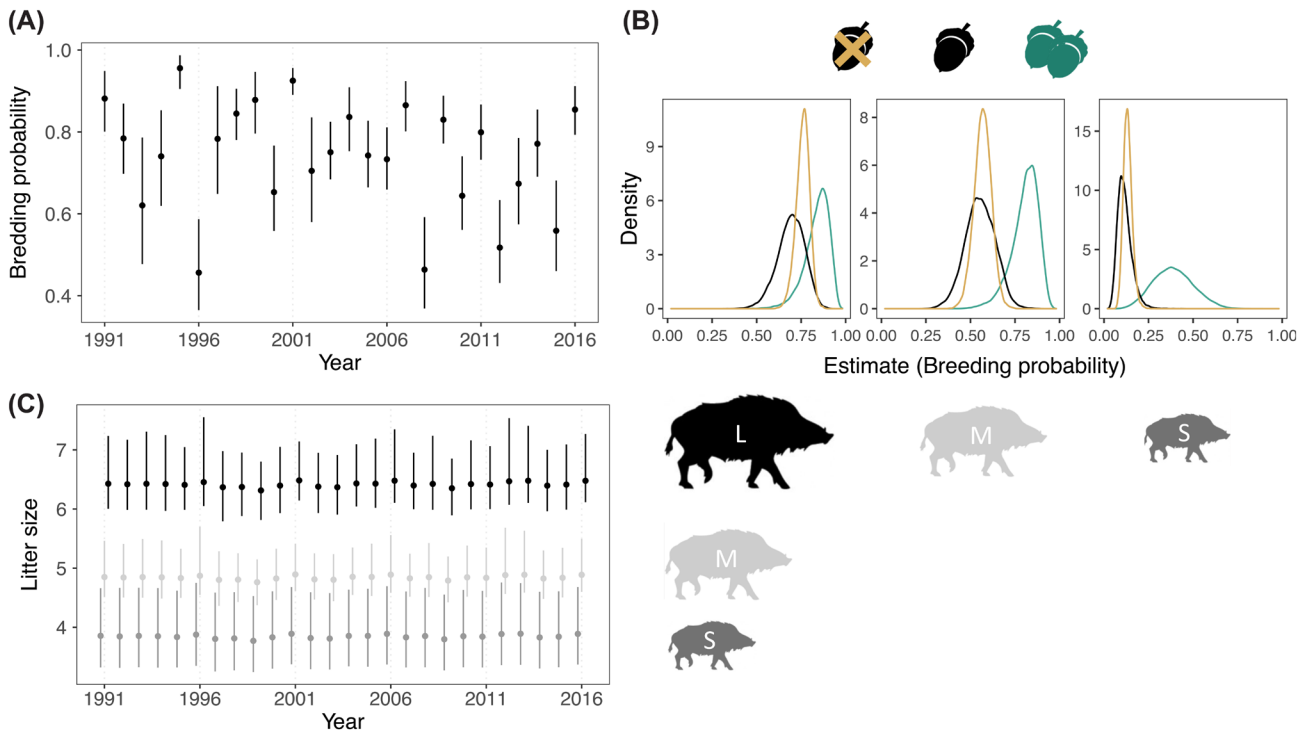 (A)
Bredding probability
1.0
0.8
0.6
0.4
1991 1996 2001 2006 2011 2016
Year
(B)
Density
9
6
3
0
0.00 0.25 0.50 0.75 1.00
8
6
4
2
0
0.00 0.25 0.50 0.75 1.00
15
10
5
0
0.00 0.25 0.50 0.75 1.00
Estimate (Breeding probability)
L
M
S
M
S
(C)
Litter size
7
6
5
4
1991 1996 2001 2006 2011 2016
Year